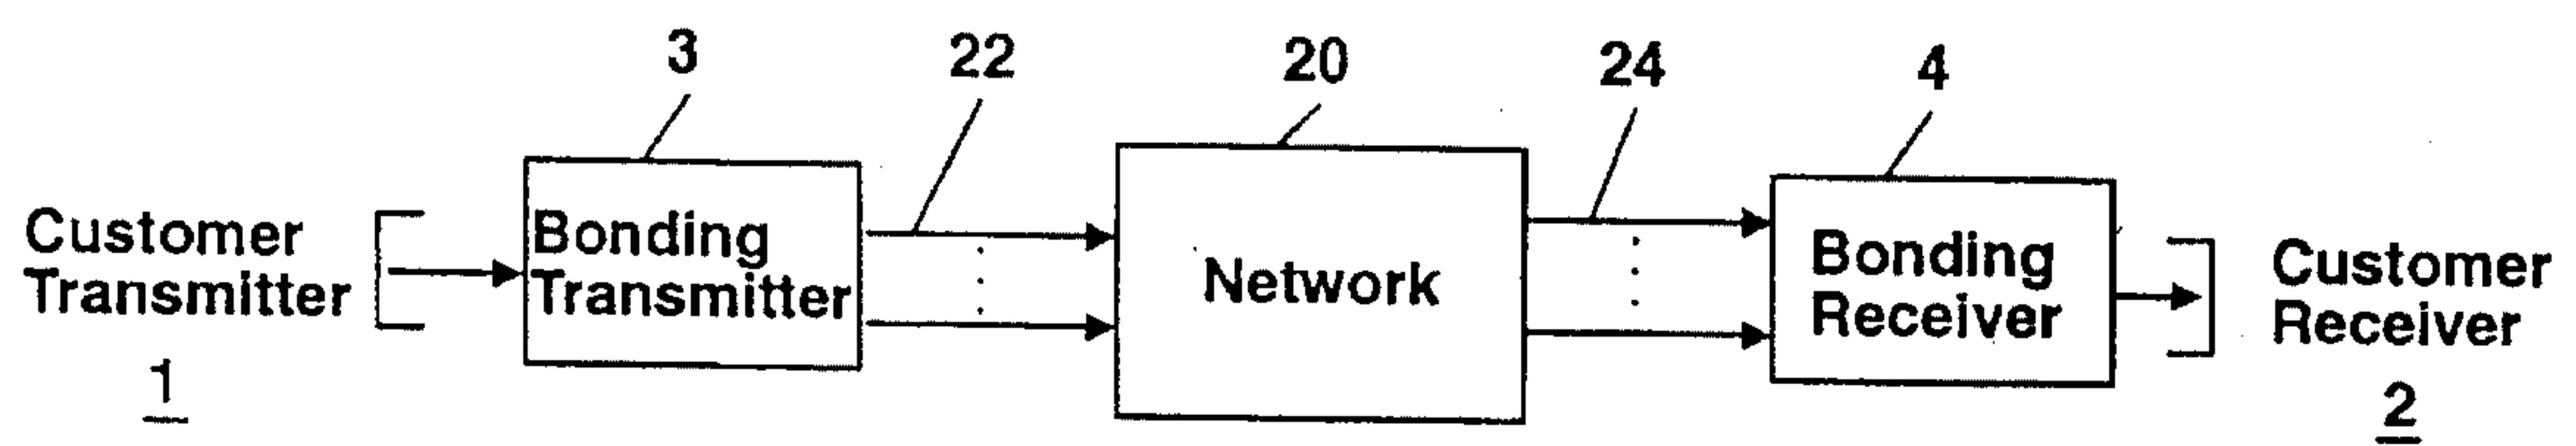 3
22
20
24
4
Customer
Transmitter
1
Bonding
Transmitter
Network
Bonding
Receiver
Customer
Receiver
2